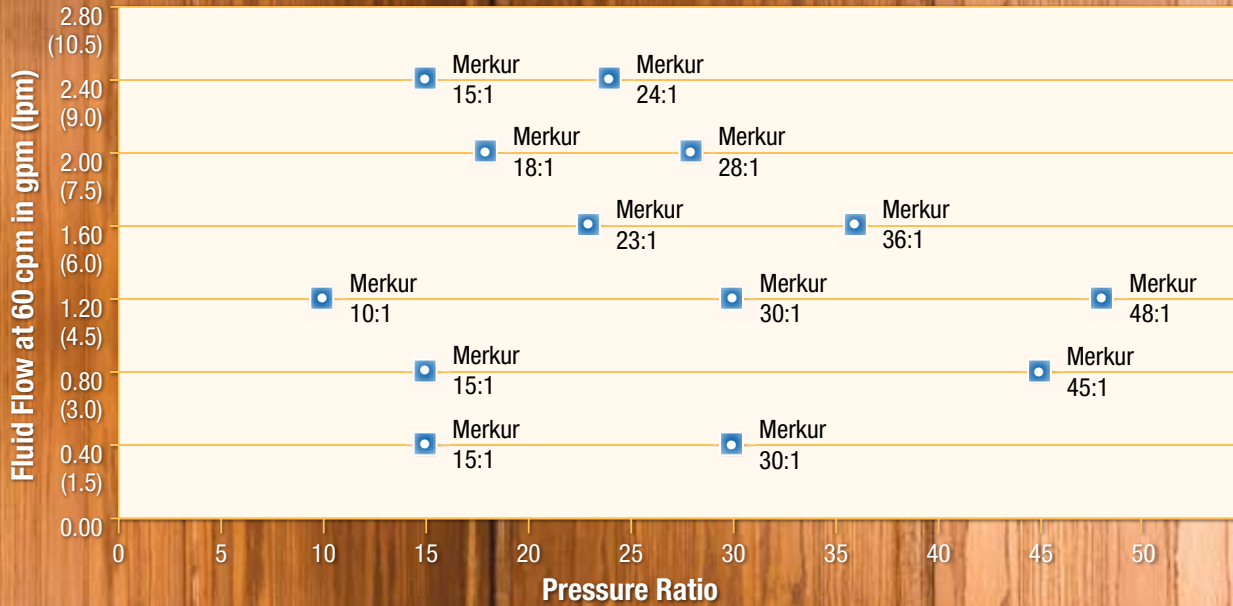 Fluid Flow at 60 cpm in gpm (lpm)
2.80
(10.5)
2.40
(9.0)
2.00
(7.5)
1.60
(6.0)
1.20
(4.5)
0.80
(3.0)
0.40
(1.5)
0.00
Merkur
15:1
Merkur
24:1
Merkur
18:1
Merkur
28:1
Merkur
23:1
Merkur
36:1
Merkur
10:1
Merkur
30:1
Merkur
48:1
Merkur
15:1
Merkur
45:1
Merkur
15:1
Merkur
30:1
0 5 10 15 20 25 30 35 40 45 50
Pressure Ratio